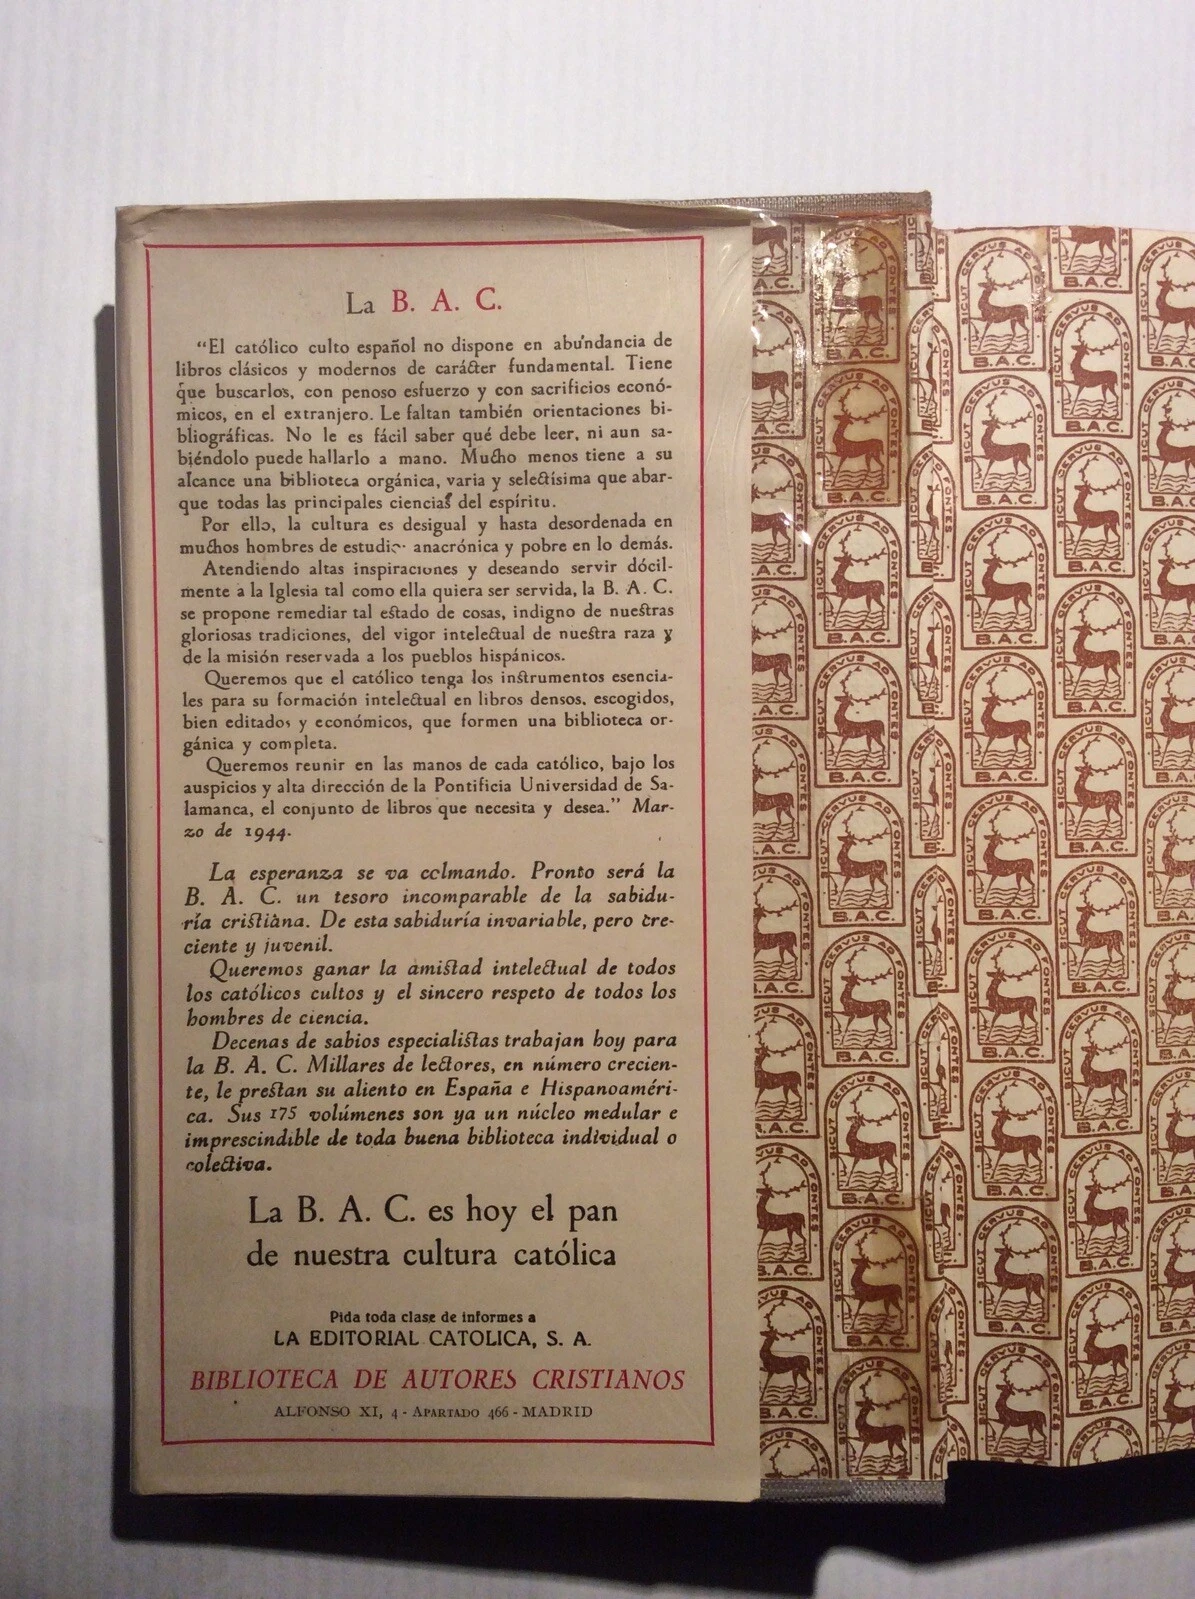 La B. A. C.
“El católico culto español no dispone en abundancia de
libros clásicos y modernos de carácter fundamental. Tiene
que buscarlos, con penoso esfuerzo y con sacrificios econó-
micos, en el extranjero. Le faltan también orientaciones bi-
bliográficas. No le es fácil saber qué debe leer, ni aun sa-
biéndolo puede hallarlo a mano. Mucho menos tiene a su
alcance una biblioteca orgánica, varia y selectísima que abar-
que todas las principales ciencias del espíritu.
Por ello, la cultura es desigual y hasta desordenada en
muchos hombres de estudio· anacrónica y pobre en lo demás.
Atendiendo altas inspiraciones y deseando servir dócil-
mente a la Iglesia tal como ella quiera ser servida, la B. A. C.
se propone remediar tal estado de cosas, indigno de nuestras
gloriosas tradiciones, del vigor intelectual de nuestra raza y
de la misión reservada a los pueblos hispánicos.
Queremos que el católico tenga los instrumentos esencia-
les para su formación intelectual en libros densos, escogidos,
bien editados y económicos, que formen una biblioteca or-
gánica y completa.
Queremos reunir en las manos de cada católico, bajo los
auspicios y alta dirección de la Pontificia Universidad de Sa-
lamanca, el conjunto de libros que necesita y desea.” Mar-
zo de 1944.
La esperanza se va colmando. Pronto será la
B. A. C. un tesoro incomparable de la sabidu-
ría cristiana. De esta sabiduría invariable, pero cre-
ciente y juvenil.
Queremos ganar la amistad intelectual de todos
los católicos cultos y el sincero respeto de todos los
hombres de ciencia.
Decenas de sabios especialistas trabajan hoy para
la B. A. C. Millares de lectores, en número crecien-
te, le prestan su aliento en España e Hispanoaméri-
ca. Sus 175 volúmenes son ya un núcleo medular e
imprescindible de toda buena biblioteca individual o
colectiva.
La B. A. C. es hoy el pan
de nuestra cultura católica
Pida toda clase de informes a
LA EDITORIAL CATOLICA, S. A.
BIBLIOTECA DE AUTORES CRISTIANOS
ALFONSO XI, 4 - APARTADO 466 - MADRID
SICUT CERVUS AD FONTES
B.A.C.